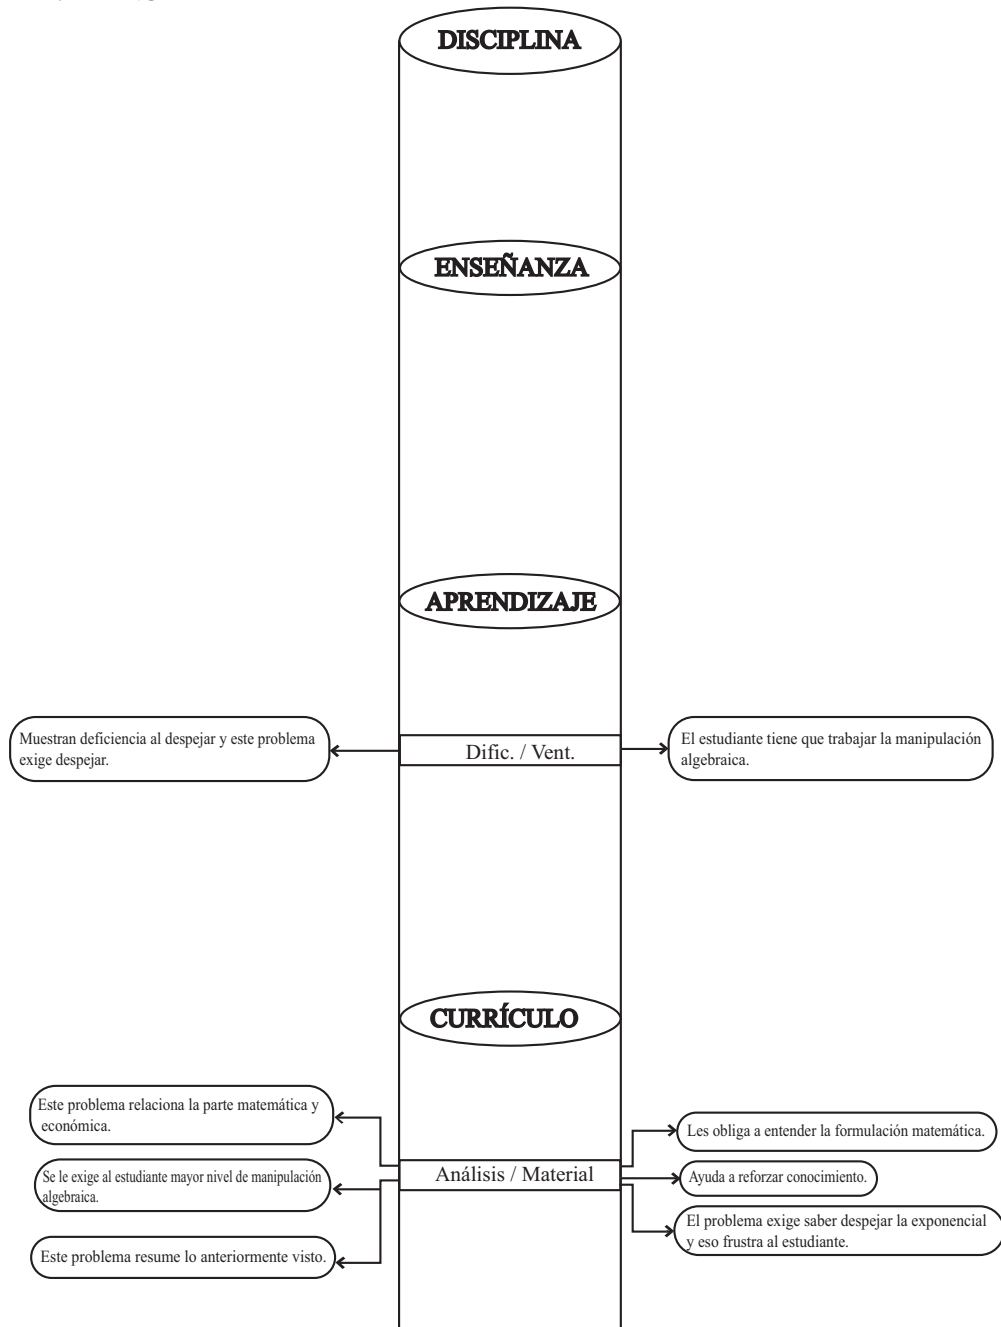 DISCIPLINA
ENSEÑANZA
APRENDIZAJE
Muestran deficiencia al despejar y este problema
exige despejar.
Dific. / Vent.
El estudiante tiene que trabajar la manipulación
algebraica.
CURRÍCULO
Este problema relaciona la parte matemática y
económica.
Se le exige al estudiante mayor nivel de manipulación
algebraica.
Este problema resume lo anteriormente visto.
Análisis / Material
Les obliga a entender la formulación matemática.
Ayuda a reforzar conocimiento.
El problema exige saber despejar la exponencial
y eso frustra al estudiante.